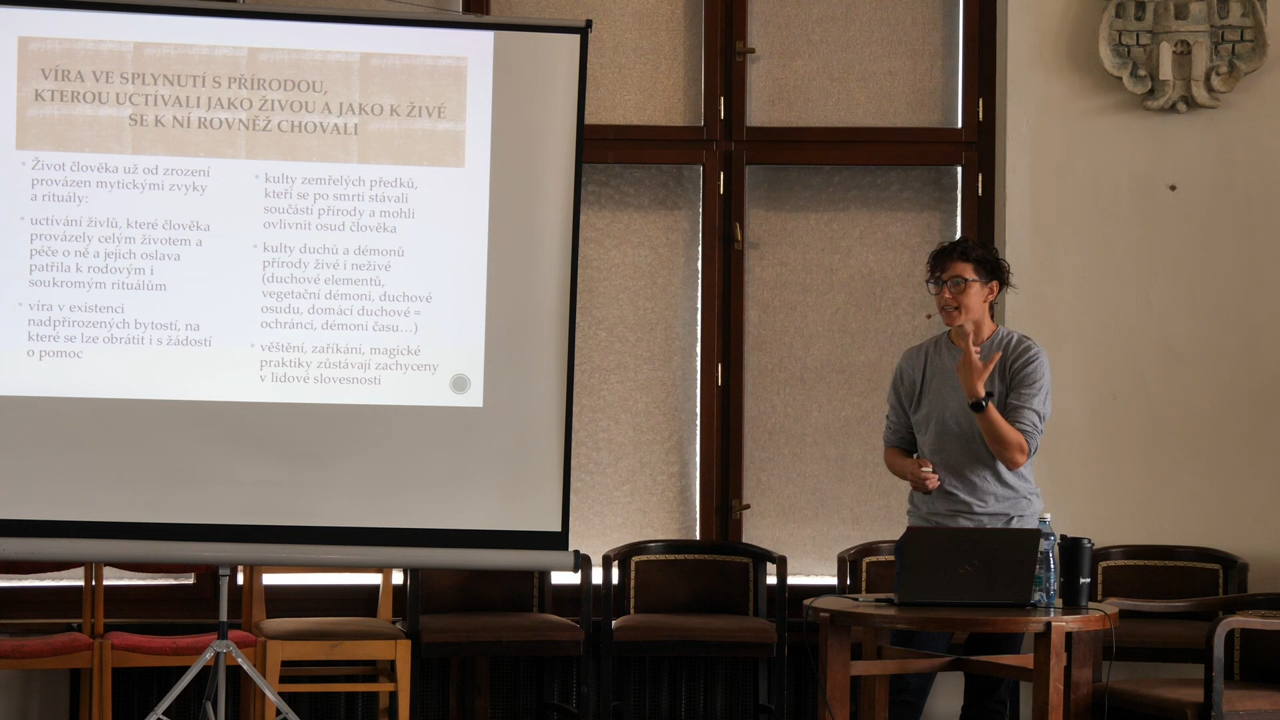 VÍRA VE SPLYNUTÍ S PŘÍRODOU,
KTEROU UCTÍVALI JAKO ŽIVOU A JAKO K ŽIVÉ
SE K NÍ ROVNĚŽ CHOVALI
Život člověka už od zrození
provázen mytickými zvyky
a rituály:
uctívání živlů, které člověka
provázely celým životem a
péče o ně a jejich oslava
patřila k rodovým i
soukromým rituálům
víra v existenci
nadpřirozených bytostí, na
které se lze obrátit i s žádostí
o pomoc
kulty zemřelých předků,
kteří se po smrti stávali
součástí přírody a mohli
ovlivnit osud člověka
kulty duchů a démonů
přírody živé i neživé
(duchové elementů,
vegetační démoni, duchové
osudu, domácí duchové =
ochránci, démoni času…)
věštění, zaříkání, magické
praktiky zůstávají zachyceny
v lidové slovesnosti